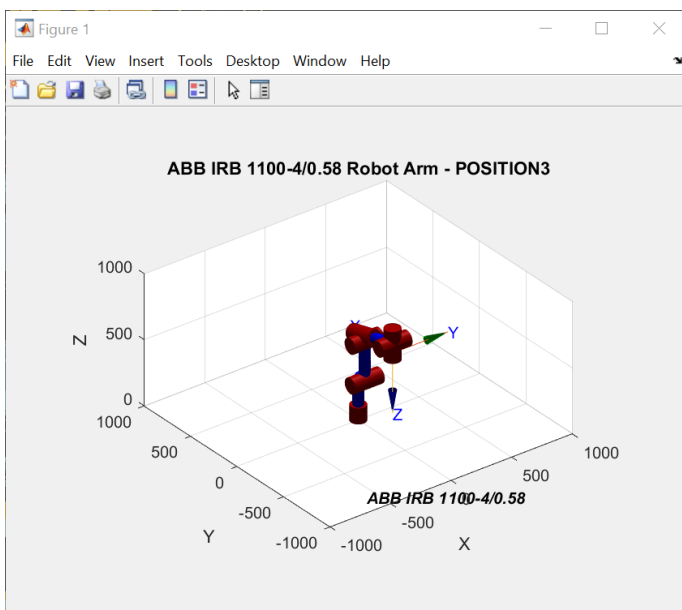 Figure 1
File Edit View Insert Tools Desktop Window Help
ABB IRB 1100-4/0.58 Robot Arm - POSITION3
1000
500
0
Z
1000
500
0
-500
-1000
Y
-1000
-500
0
500
1000
X
Y
Z
ABB IRB 1100-4/0.58